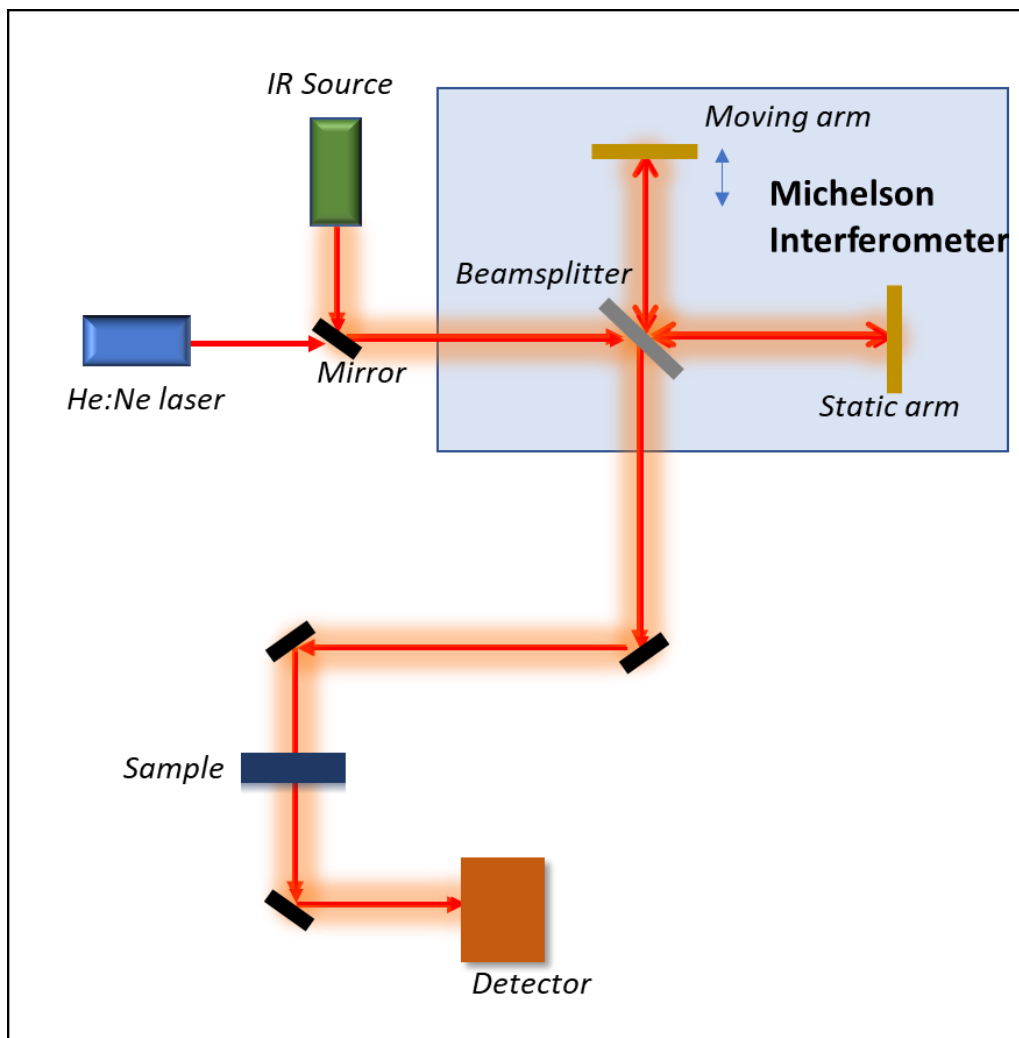 IR Source
Moving arm
Michelson
Interferometer
Beamsplitter
Mirror
He:Ne laser
Static arm
Sample
Detector